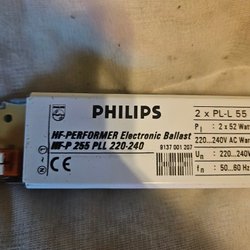 PHILIPS
HF-PERFORMER Electronic Ballast
HF-P 255 PLL 220-240
8137 001 207
2 x PL-L 55
: 2 x 52 Watt
220...240V AC
Un : 220...240V
: 50...60 Hz